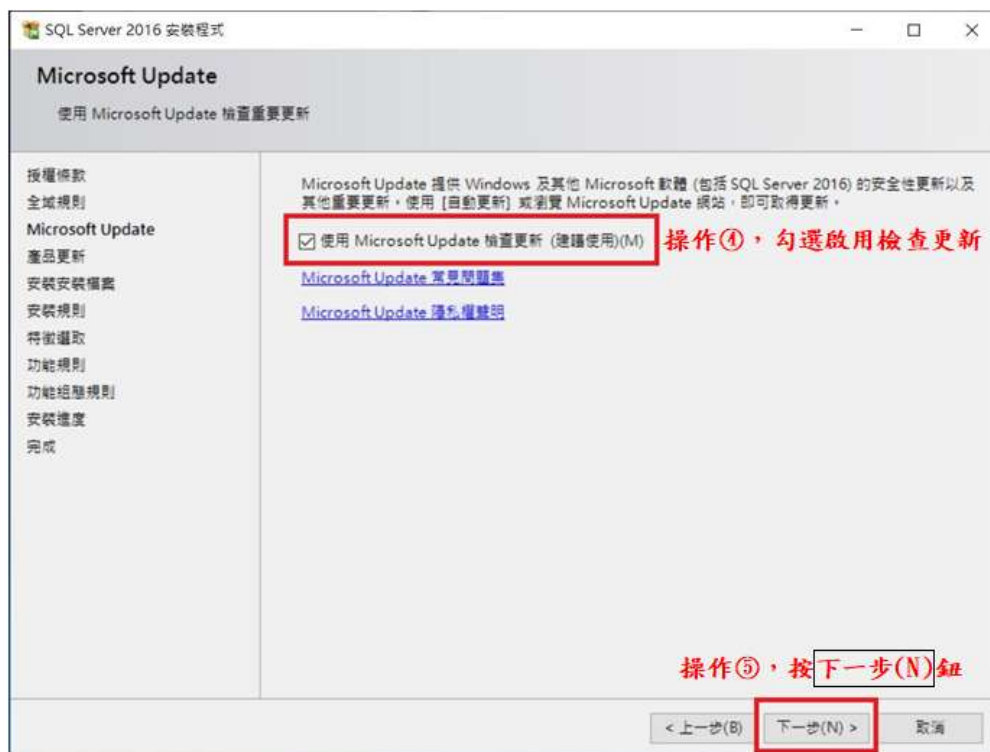 SQL Server 2016 安裝程式
Microsoft Update
使用 Microsoft Update 檢查重要更新
授權條款
全域規則
Microsoft Update
產品更新
安裝安裝檔案
安裝規則
特徵選取
功能規則
功能組態規則
安裝進度
完成
Microsoft Update 提供 Windows 及其他 Microsoft 軟體 (包括 SQL Server 2016) 的安全性更新以及
其他重要更新。使用 [自動更新] 或瀏覽 Microsoft Update 網站，即可取得更新。
使用 Microsoft Update 檢查更新 (建議使用)(M)
操作④，勾選啟用檢查更新
Microsoft Update 常見問題集
Microsoft Update 隱私權聲明
操作⑤，按下一步(N)鈕
< 上一步(B)
下一步(N) >
取消